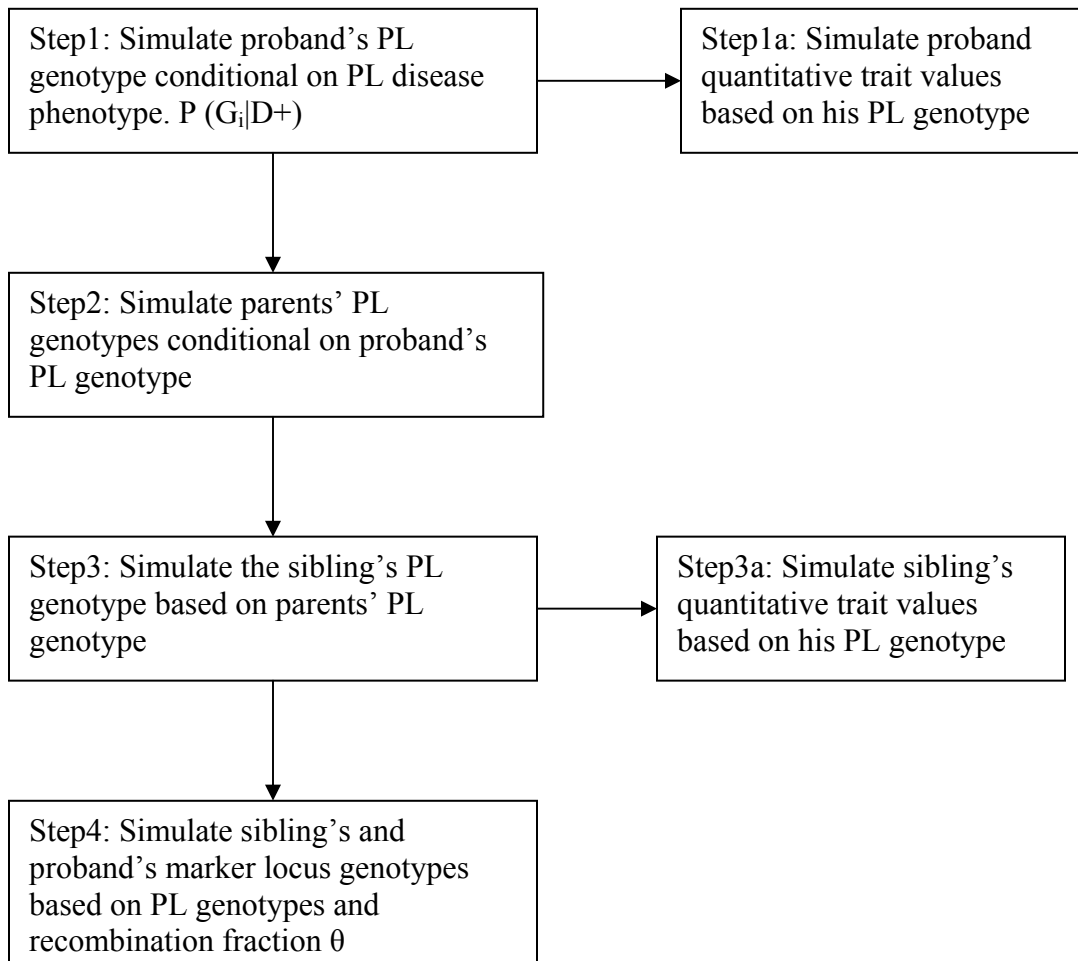 Step1: Simulate proband’s PL
genotype conditional on PL disease
phenotype. P (Gi|D+)
Step1a: Simulate proband
quantitative trait values
based on his PL genotype
Step2: Simulate parents’ PL
genotypes conditional on proband’s
PL genotype
Step3: Simulate the sibling’s PL
genotype based on parents’ PL
genotype
Step3a: Simulate sibling’s
quantitative trait values
based on his PL genotype
Step4: Simulate sibling’s and
proband’s marker locus genotypes
based on PL genotypes and
recombination fraction θ